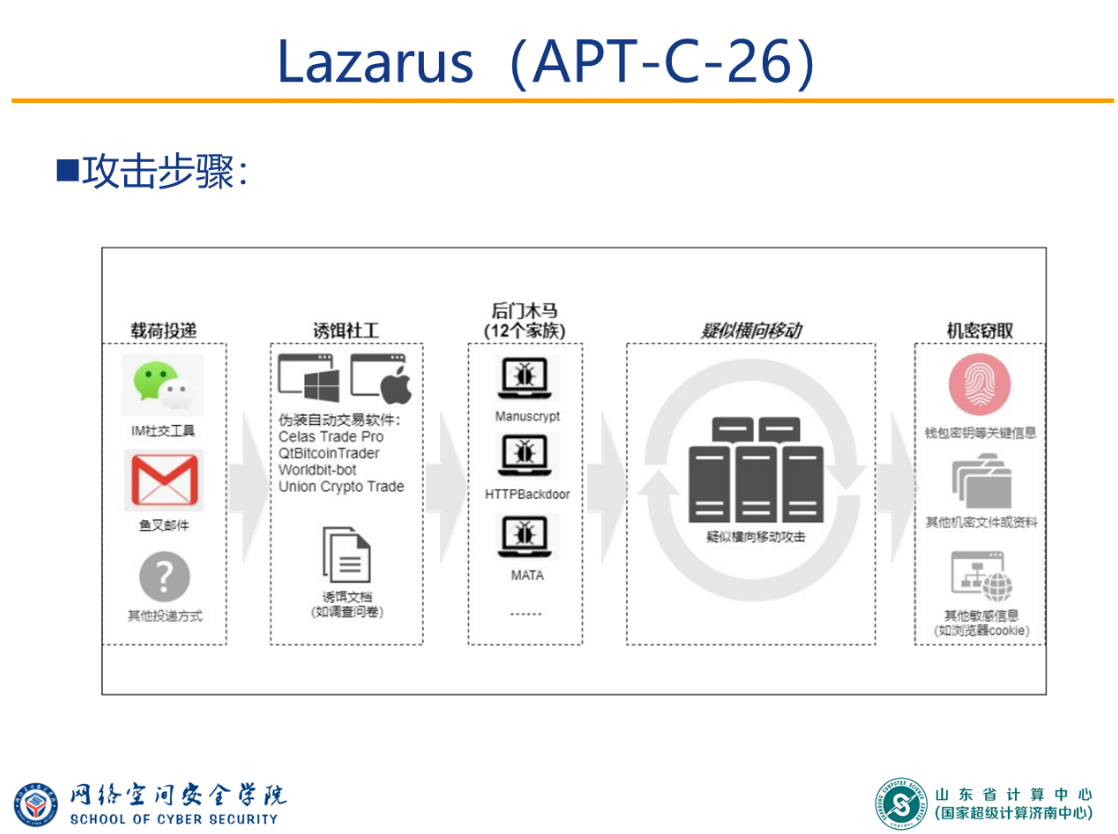 Lazarus（APT-C-26）
■攻击步骤：
载荷投递
IM社交工具
鱼叉邮件
?
其他投递方式
诱饵社工
伪装自动交易软件：
Celas Trade Pro
QtBitcoinTrader
Worldbit-bot
Union Crypto Trade
诱饵文档
(如调查问卷)
后门木马
(12个家族)
Manuscrypt
HTTPBackdoor
MATA
……
疑似横向移动
疑似横向移动攻击
机密窃取
钱包密钥等关键信息
其他机密文件或资料
其他敏感信息
(如浏览器cookie)
网络空间安全学院
SCHOOL OF CYBER SECURITY
山东省计算中心
(国家超级计算济南中心)